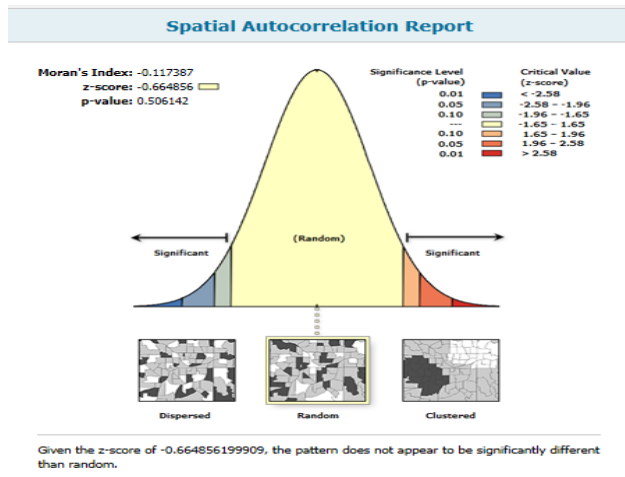 Spatial Autocorrelation Report
Moran's Index: -0.117387
z-score: -0.664856
p-value: 0.506142
Significance Level
(p-value)
0.01
0.05
0.10
---
0.10
0.05
0.01
Critical Value
(z-score)
< -2.58
-2.58 - -1.96
-1.96 - -1.65
-1.65 - 1.65
1.65 - 1.96
1.96 - 2.58
> 2.58
(Random)
Significant
Significant
Dispersed
Random
Clustered
Given the z-score of -0.664856199909, the pattern does not appear to be significantly different
than random.